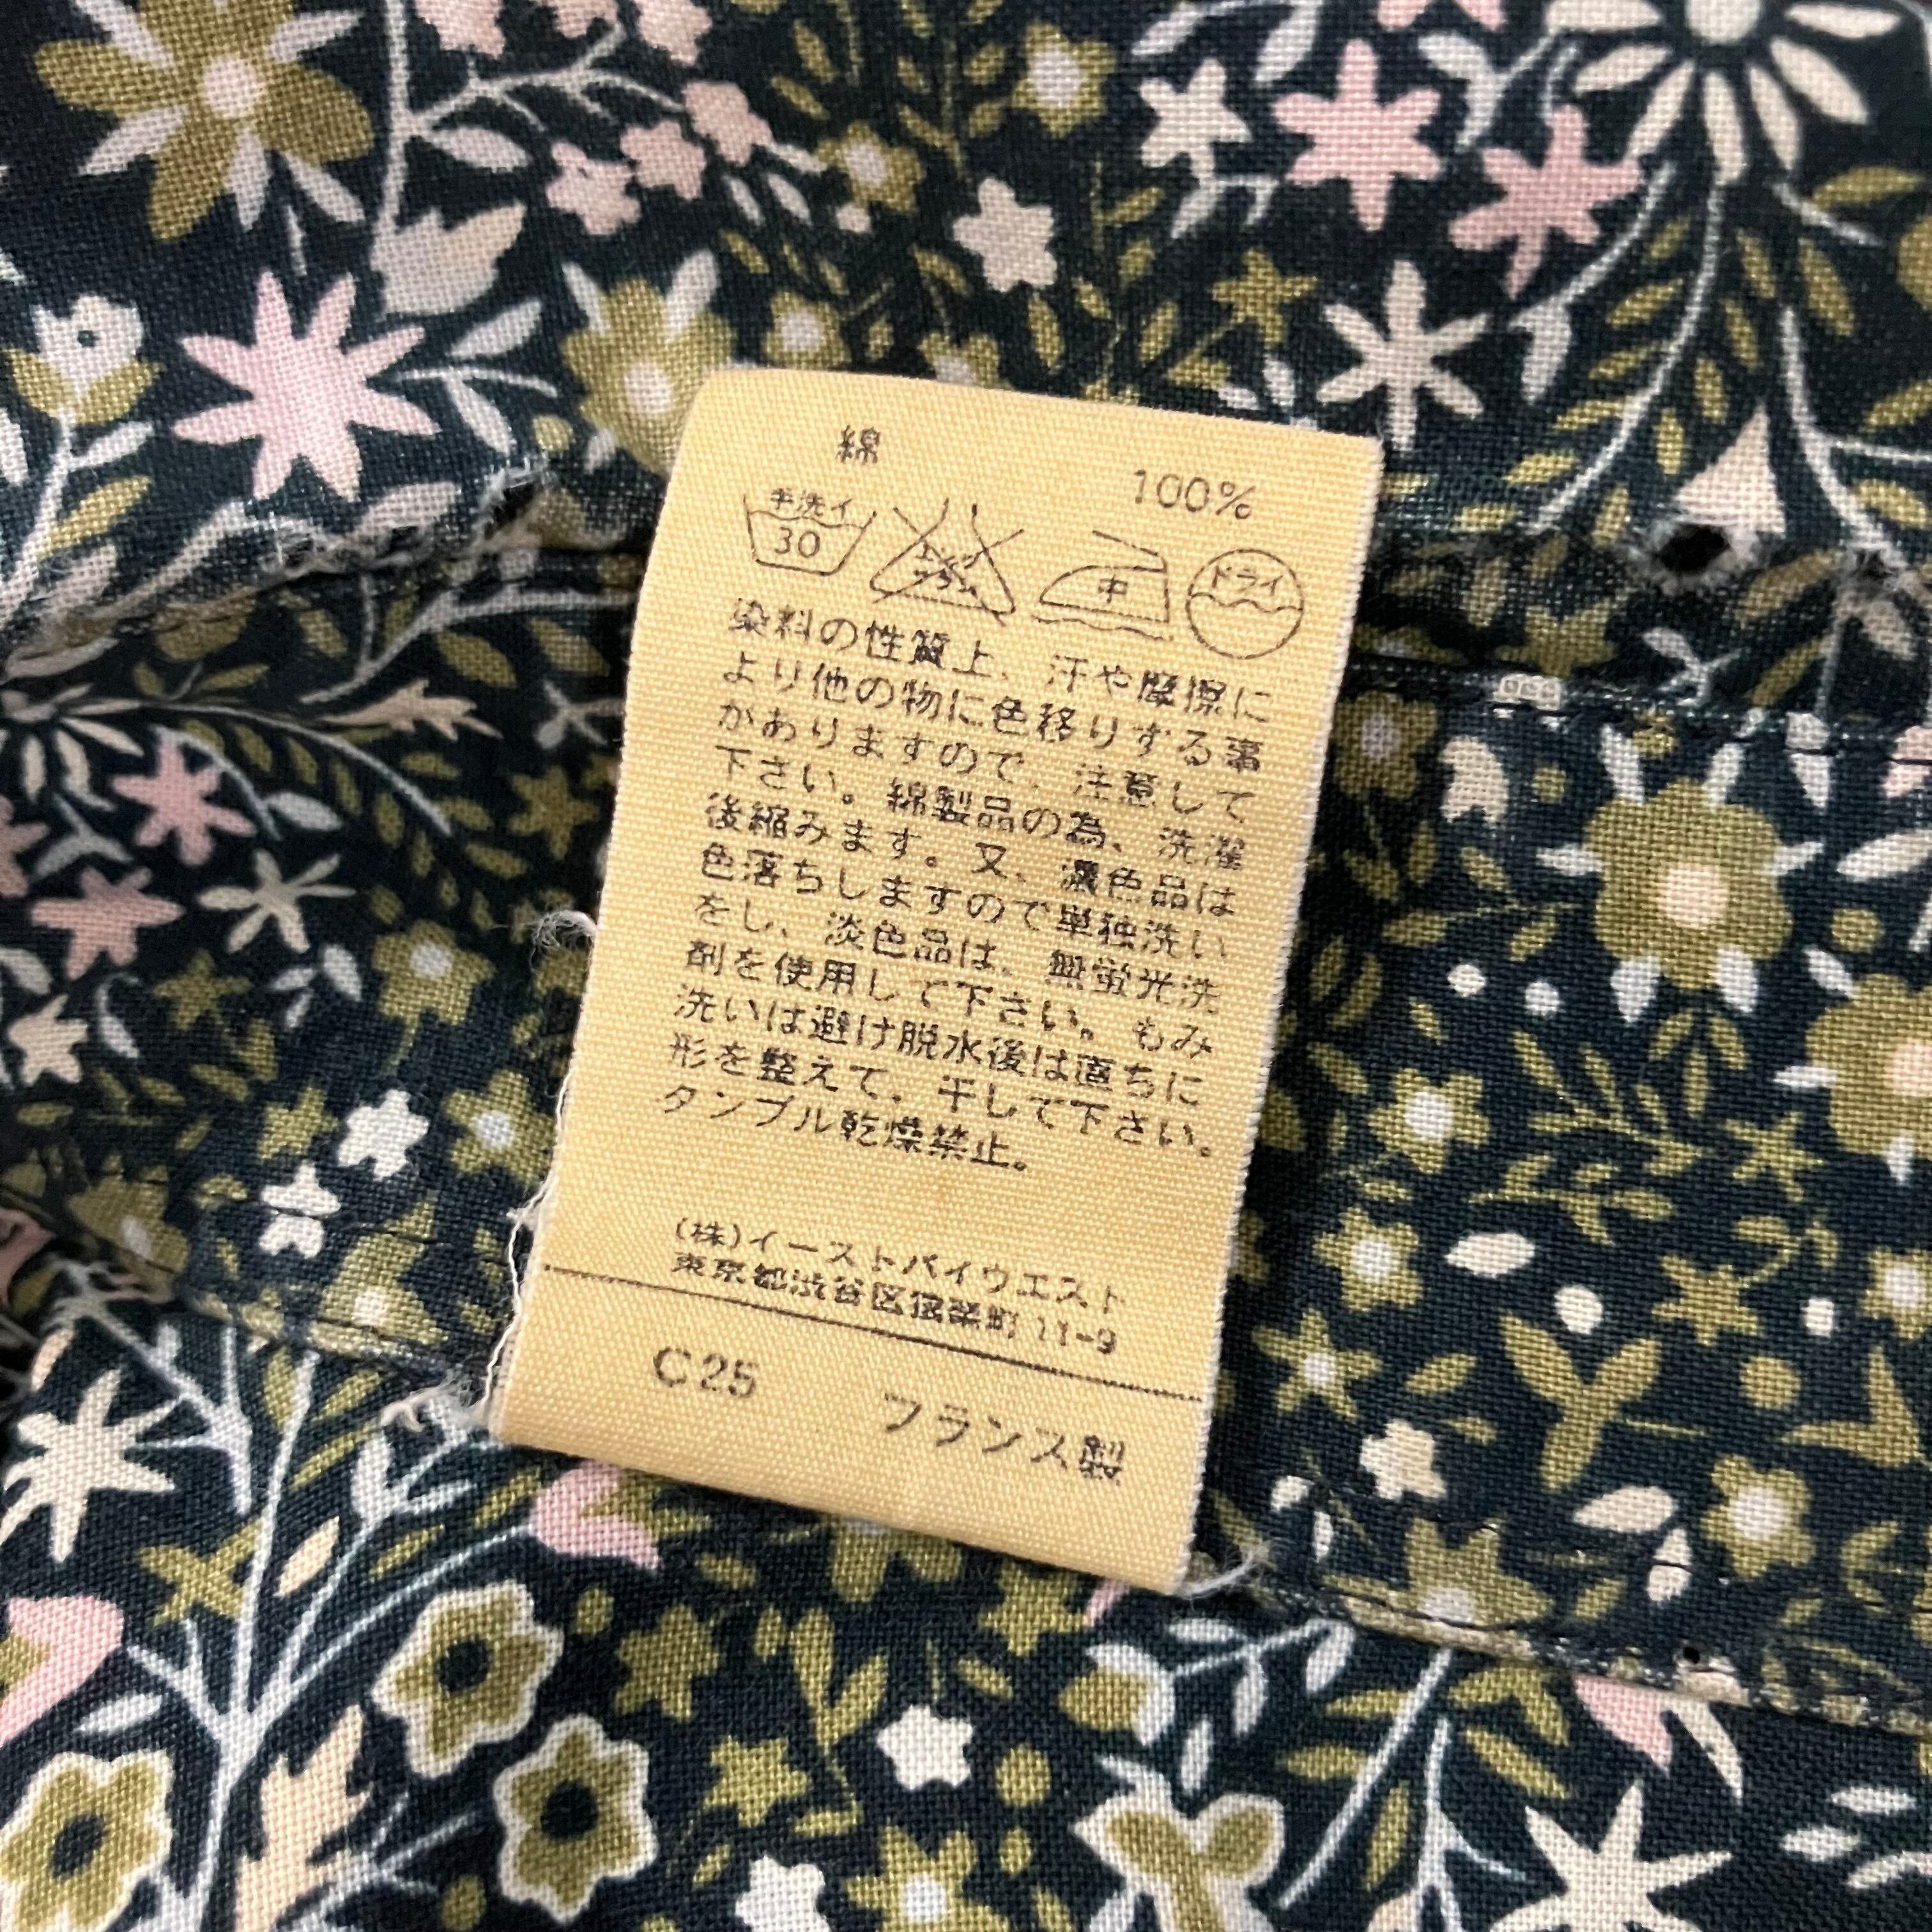 綿 100%
手洗イ 30 エンソ サラシ 中 ドライ
染料の性質上、汗や摩擦に
より他の物に色移りする事
がありますので、注意して
下さい。綿製品の為、洗濯
後縮みます。又、濃色品は
色落ちしますので単独洗い
をし、淡色品は、無蛍光洗
剤を使用して下さい。もみ
洗いは避け脱水後は直ちに
形を整えて、干して下さい。
タンブル乾燥禁止。
(株)イーストバイウエスト
東京都渋谷区猿楽町 11-9
C25 フランス製